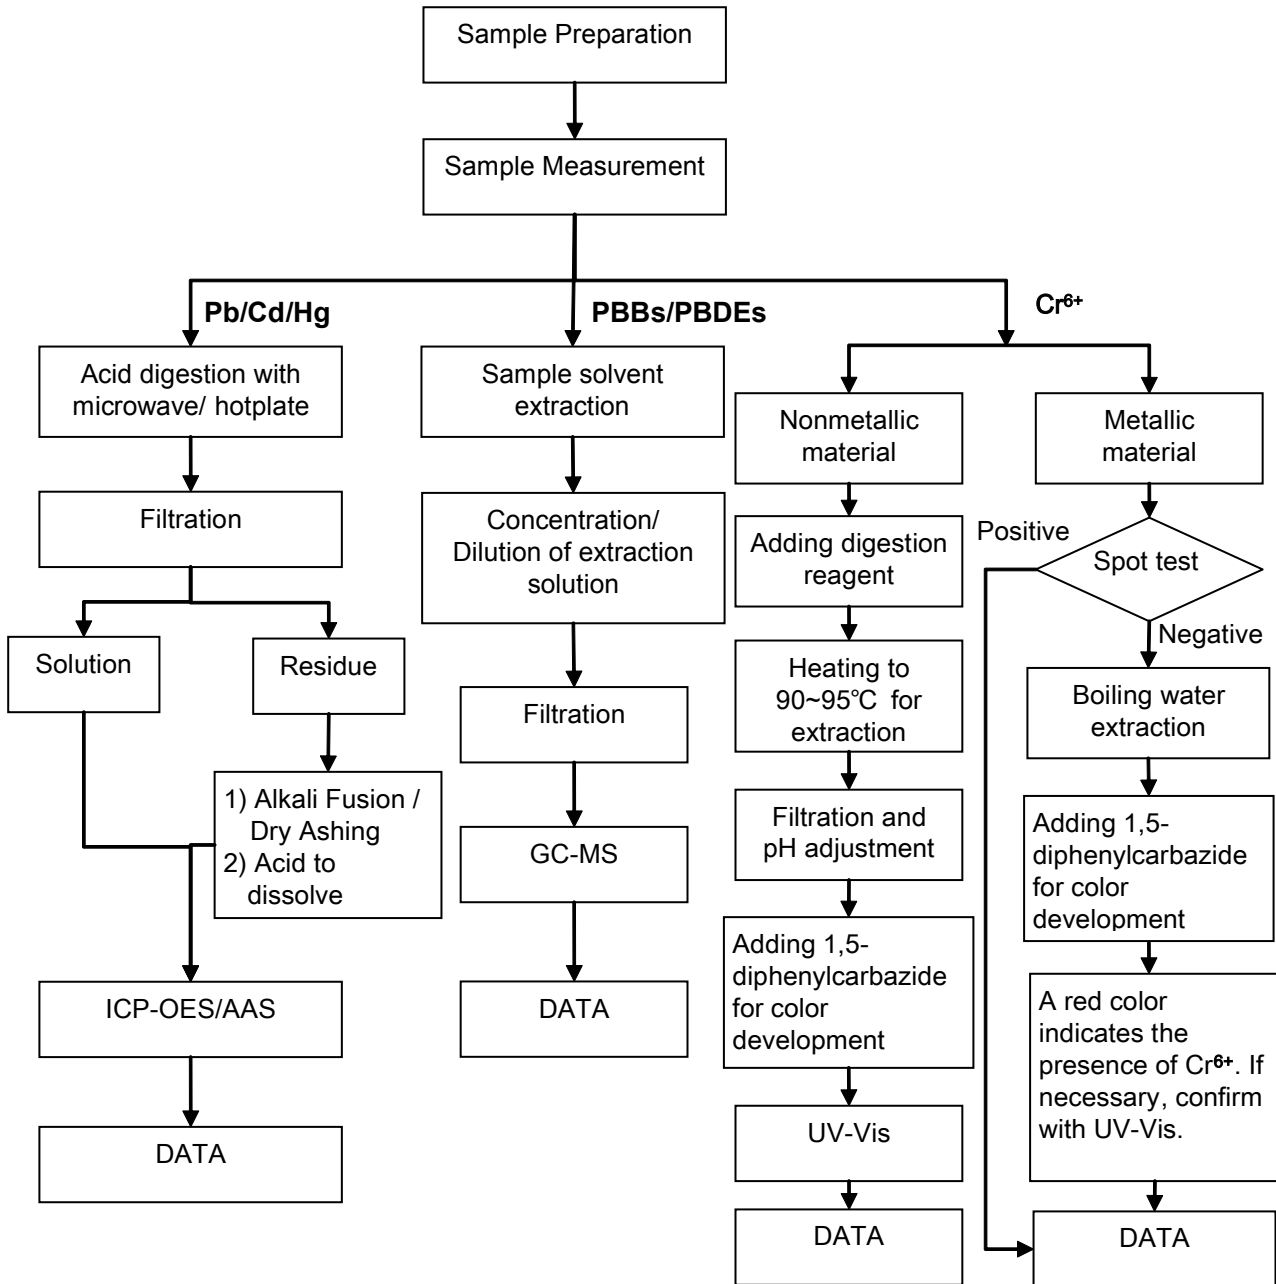 Sample Preparation
Sample Measurement
Pb/Cd/Hg
PBBs/PBDEs
Cr⁶⁺
Acid digestion with
microwave/ hotplate
Filtration
Solution
Residue
1) Alkali Fusion /
Dry Ashing
2) Acid to
dissolve
ICP-OES/AAS
DATA
Sample solvent
extraction
Concentration/
Dilution of extraction
solution
Filtration
GC-MS
DATA
Nonmetallic
material
Adding digestion
reagent
Heating to
90~95℃ for
extraction
Filtration and
pH adjustment
Adding 1,5-
diphenylcarbazide
for color
development
UV-Vis
DATA
Metallic
material
Positive
Spot test
Negative
Boiling water
extraction
Adding 1,5-
diphenylcarbazide
for color
development
A red color
indicates the
presence of Cr⁶⁺. If
necessary, confirm
with UV-Vis.
DATA